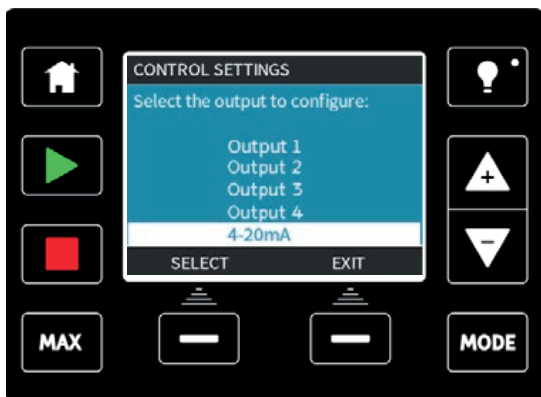 CONTROL SETTINGS
Select the output to configure:
Output 1
Output 2
Output 3
Output 4
4-20mA
SELECT EXIT
MAX
MODE